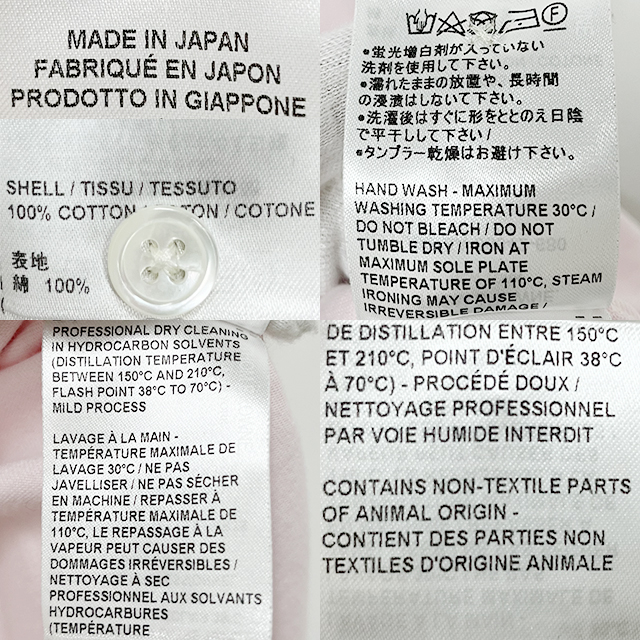 MADE IN JAPAN
FABRIQUÉ EN JAPON
PRODOTTO IN GIAPPONE
SHELL / TISSU / TESSUTO
100% COTTON / COTON / COTONE
表地
綿 100%
F
•蛍光増白剤が入っていない
洗剤を使用して下さい。
•濡れたままの放置や、長時間
の浸漬はしないで下さい。
•洗濯後はすぐに形をととのえ日陰
で平干しして下さい/
•タンブラー乾燥はお避け下さい。
HAND WASH - MAXIMUM
WASHING TEMPERATURE 30°C /
DO NOT BLEACH / DO NOT
TUMBLE DRY / IRON AT
MAXIMUM SOLE PLATE
TEMPERATURE OF 110°C, STEAM
IRONING MAY CAUSE
IRREVERSIBLE DAMAGE /
PROFESSIONAL DRY CLEANING
IN HYDROCARBON SOLVENTS
(DISTILLATION TEMPERATURE
BETWEEN 150°C AND 210°C,
FLASH POINT 38°C TO 70°C) -
MILD PROCESS
LAVAGE À LA MAIN -
TEMPÉRATURE MAXIMALE DE
LAVAGE 30°C / NE PAS
JAVELLISER / NE PAS SÉCHER
EN MACHINE / REPASSER À
TEMPÉRATURE MAXIMALE DE
110°C, LE REPASSAGE À LA
VAPEUR PEUT CAUSER DES
DOMMAGES IRRÉVERSIBLES /
NETTOYAGE À SEC
PROFESSIONNEL AUX SOLVANTS
HYDROCARBURES
(TEMPÉRATURE
DE DISTILLATION ENTRE 150°C
ET 210°C, POINT D'ÉCLAIR 38°C
À 70°C) - PROCÉDÉ DOUX /
NETTOYAGE PROFESSIONNEL
PAR VOIE HUMIDE INTERDIT
CONTAINS NON-TEXTILE PARTS
OF ANIMAL ORIGIN -
CONTIENT DES PARTIES NON
TEXTILES D'ORIGINE ANIMALE